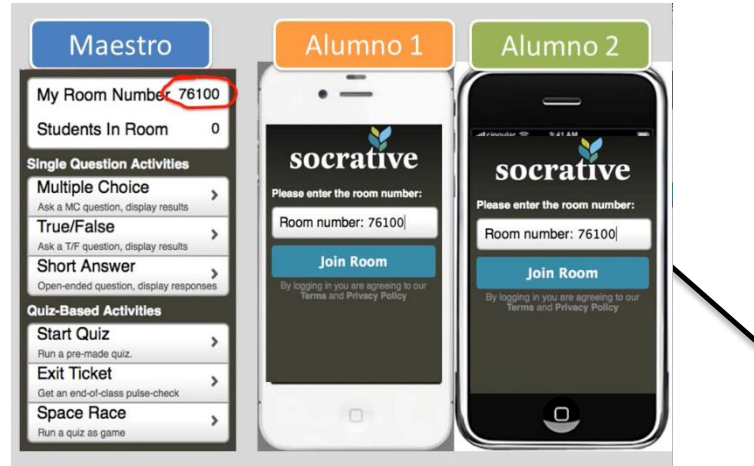 Maestro
My Room Number 76100
Students In Room 0
Single Question Activities
Multiple Choice
Ask a MC question, display results
True/False
Ask a T/F question, display results
Short Answer
Open-ended question, display responses
Quiz-Based Activities
Start Quiz
Run a pre-made quiz.
Exit Ticket
Get an end-of-class pulse-check
Space Race
Run a quiz as game
Alumno 1
socrative
Please enter the room number:
Room number: 76100
Join Room
By logging in you are agreeing to our
Terms and Privacy Policy
Alumno 2
9:41 AM
socrative
Please enter the room number:
Room number: 76100
Join Room
By logging in you are agreeing to our
Terms and Privacy Policy